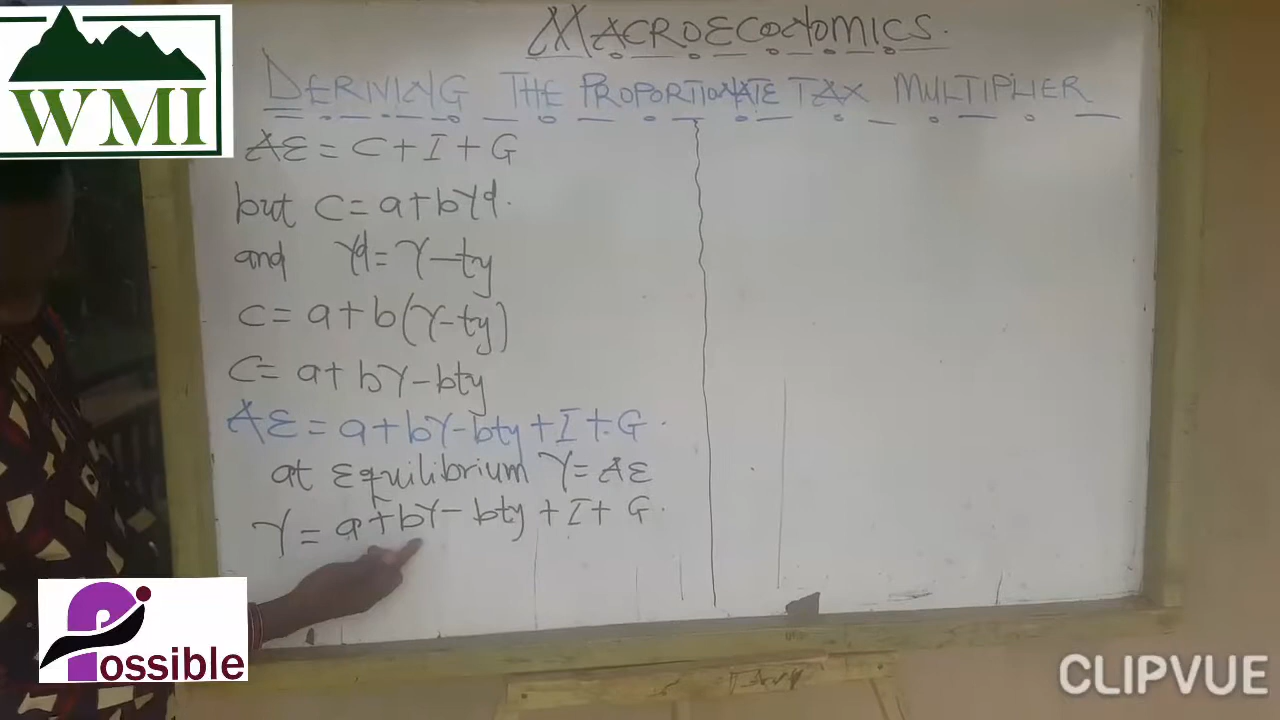 WMI
MACROECONOMICS.
DERIVING THE PROPORTIONATE TAX MULTIPLIER
AE = C + I + G
but C = a + bYd.
and Yd = Y - ty
C = a + b(Y - ty)
C = a + bY - bty
AE = a + bY - bty + I + G.
at Equilibrium Y = AE
Y = a + bY - bty + I + G.
Possible
CLIPVUE